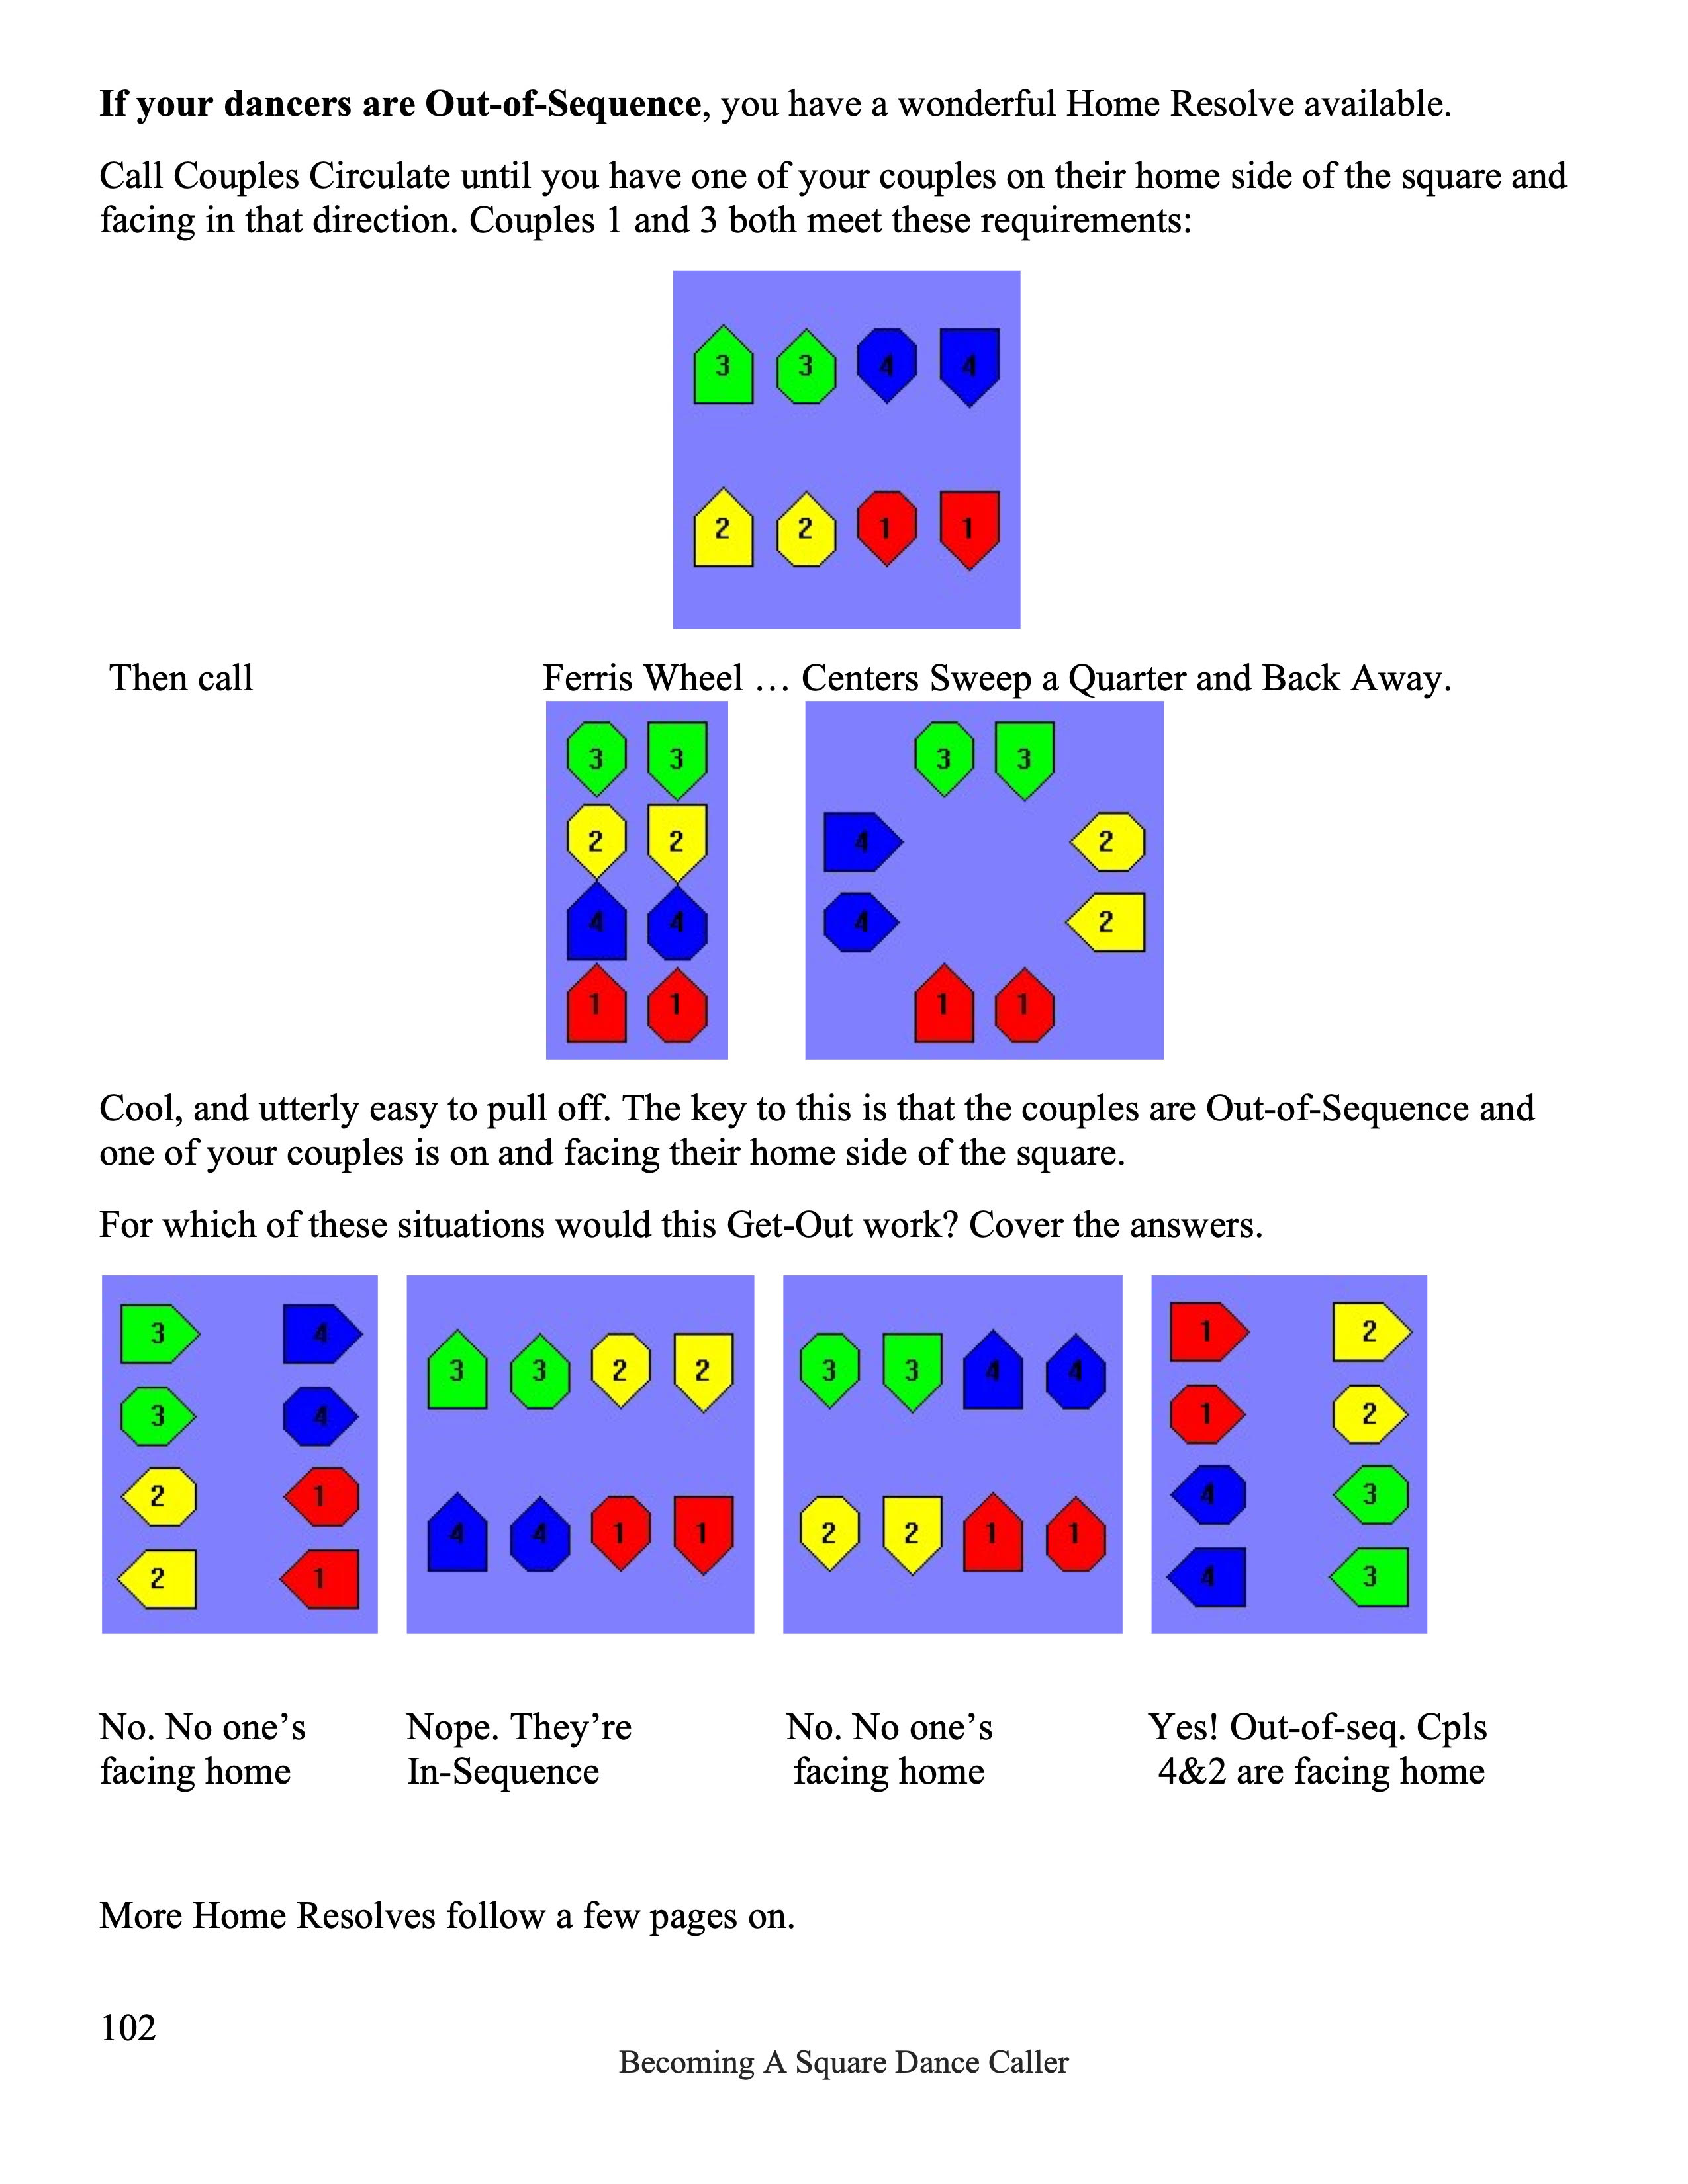 If your dancers are Out-of-Sequence, you have a wonderful Home Resolve available.
Call Couples Circulate until you have one of your couples on their home side of the square and
facing in that direction. Couples 1 and 3 both meet these requirements:
3 3 4 4
2 2 1 1
Then call Ferris Wheel … Centers Sweep a Quarter and Back Away.
3 3
2 2
4 4
1 1
3 3
4 2
4 2
1 1
Cool, and utterly easy to pull off. The key to this is that the couples are Out-of-Sequence and
one of your couples is on and facing their home side of the square.
For which of these situations would this Get-Out work? Cover the answers.
3 4
3 4
2 1
2 1
3 3 2 2
4 4 1 1
3 3 4 4
2 2 1 1
1 2
1 2
4 3
4 3
No. No one’s
facing home
Nope. They’re
In-Sequence
No. No one’s
facing home
Yes! Out-of-seq. Cpls
4&2 are facing home
More Home Resolves follow a few pages on.
102
Becoming A Square Dance Caller